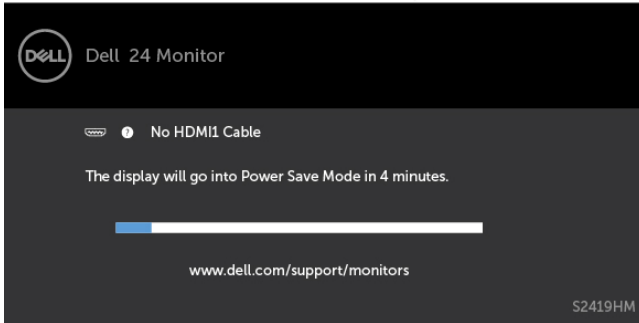 DELL
Dell 24 Monitor
? No HDMI1 Cable
The display will go into Power Save Mode in 4 minutes.
www.dell.com/support/monitors
S2419HM